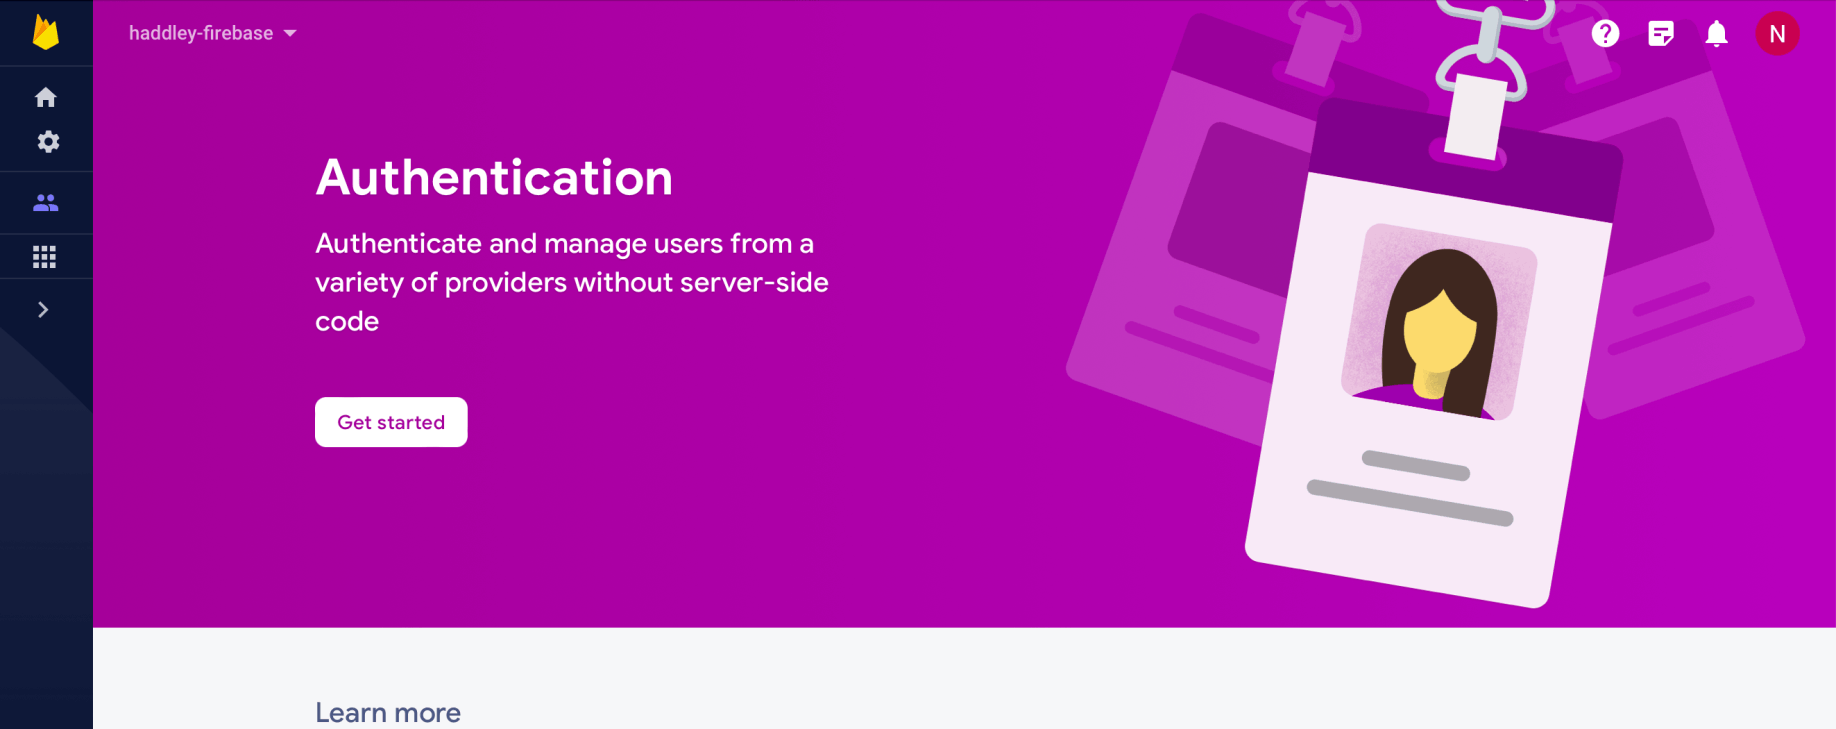 haddley-firebase
N
Authentication
Authenticate and manage users from a
variety of providers without server-side
code
Get started
Learn more